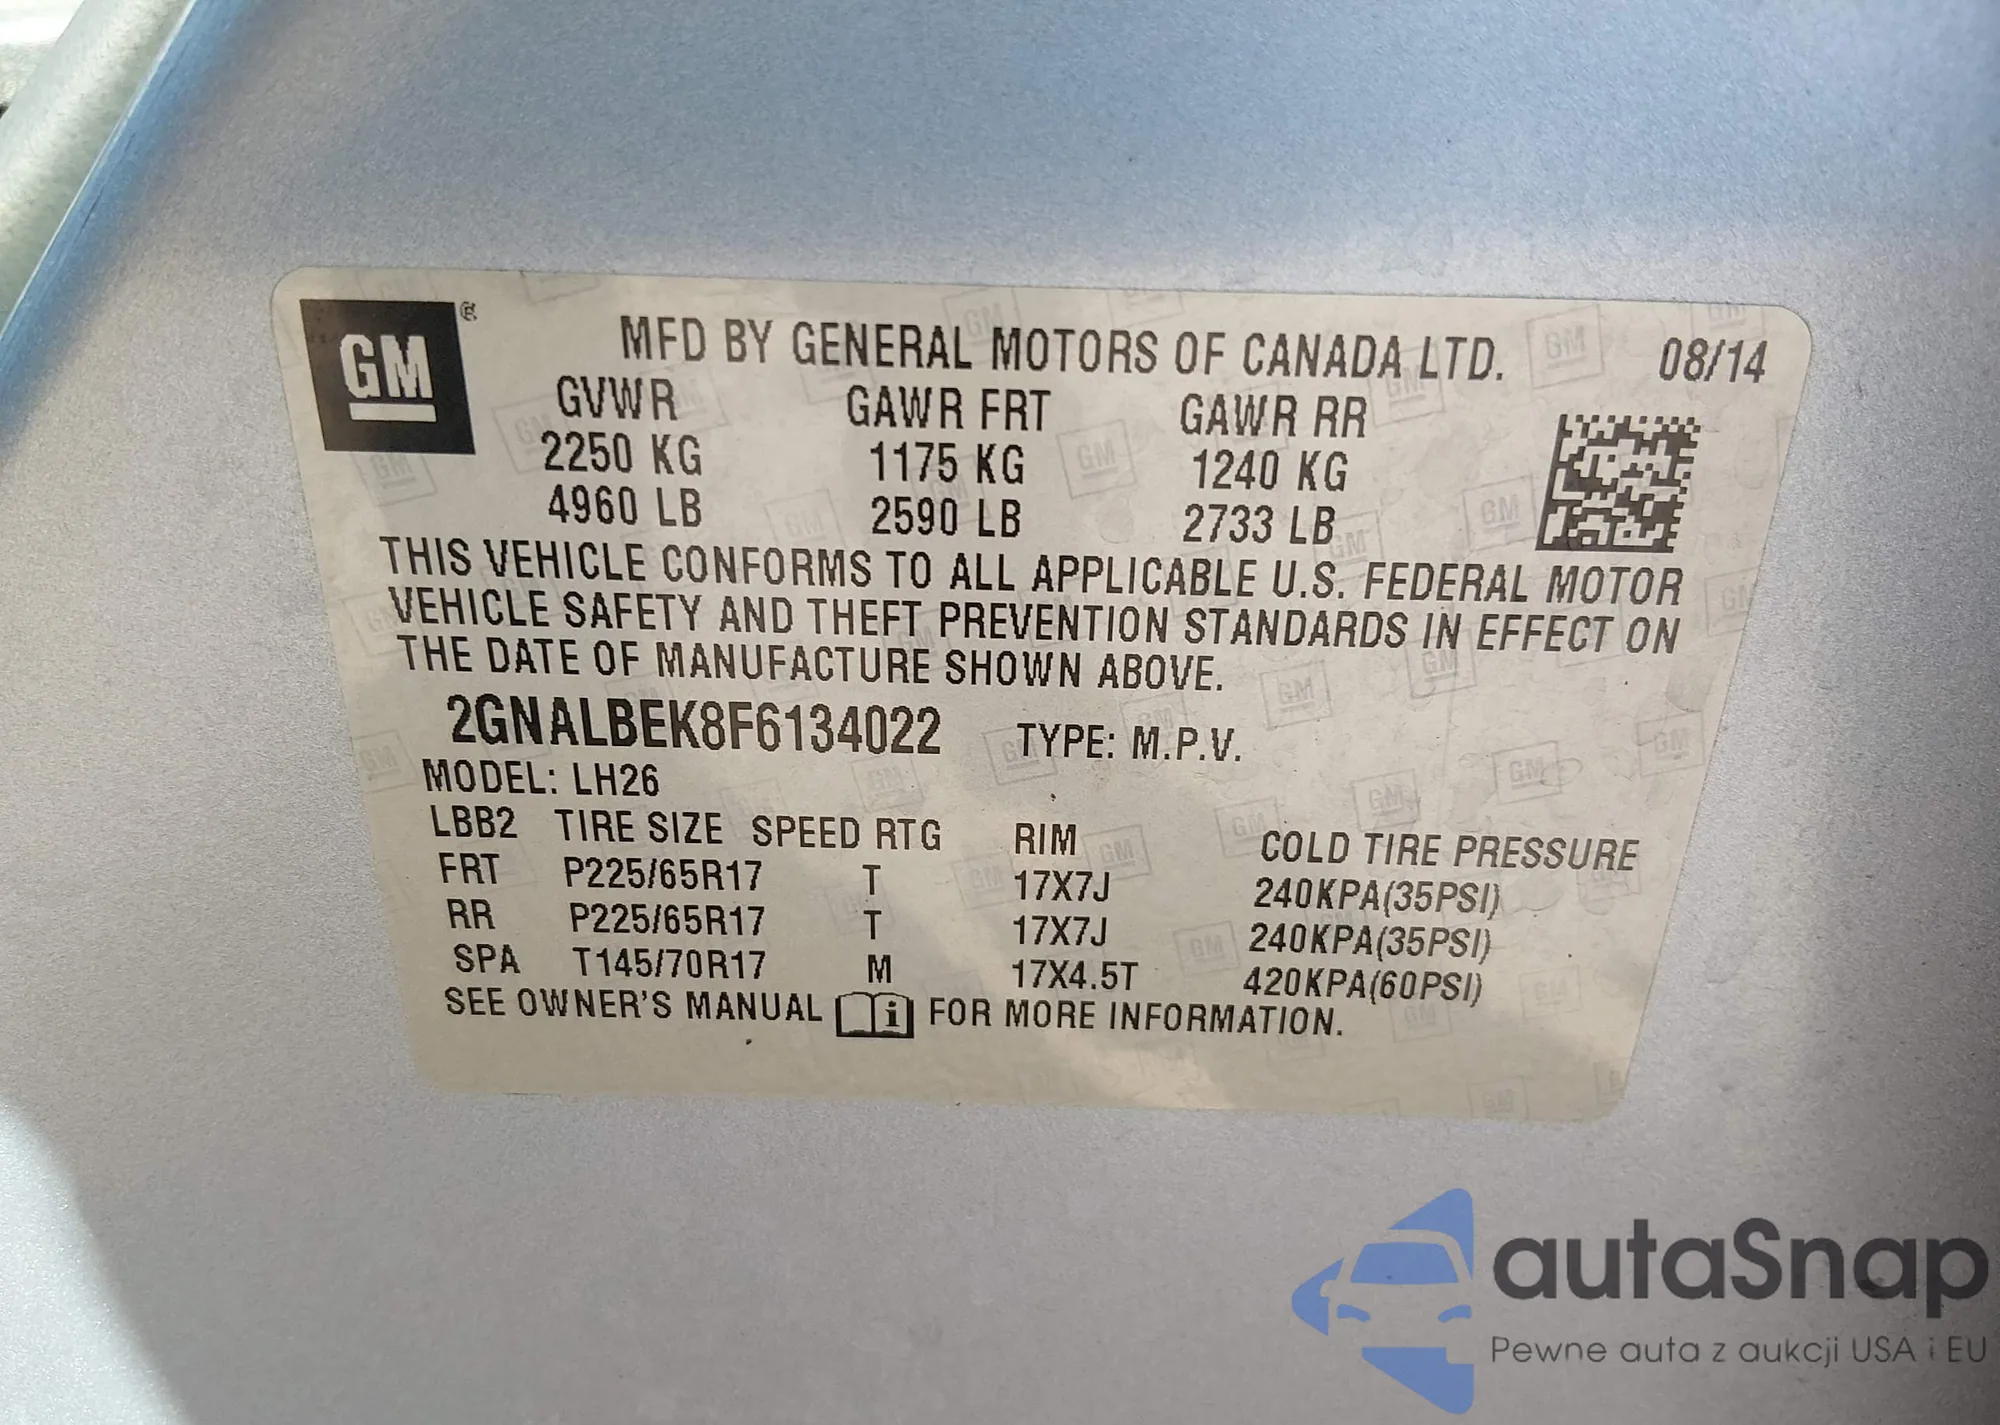 GM ®
MFD BY GENERAL MOTORS OF CANADA LTD. 08/14
GVWR GAWR FRT GAWR RR
2250 KG 1175 KG 1240 KG
4960 LB 2590 LB 2733 LB
THIS VEHICLE CONFORMS TO ALL APPLICABLE U.S. FEDERAL MOTOR
VEHICLE SAFETY AND THEFT PREVENTION STANDARDS IN EFFECT ON
THE DATE OF MANUFACTURE SHOWN ABOVE.
2GNALBEK8F6134022 TYPE: M.P.V.
MODEL: LH26
LBB2 TIRE SIZE SPEED RTG RIM COLD TIRE PRESSURE
FRT P225/65R17 T 17X7J 240KPA(35PSI)
RR P225/65R17 T 17X7J 240KPA(35PSI)
SPA T145/70R17 M 17X4.5T 420KPA(60PSI)
SEE OWNER'S MANUAL i FOR MORE INFORMATION.
autaSnap
Pewne auta z aukcji USA i EU